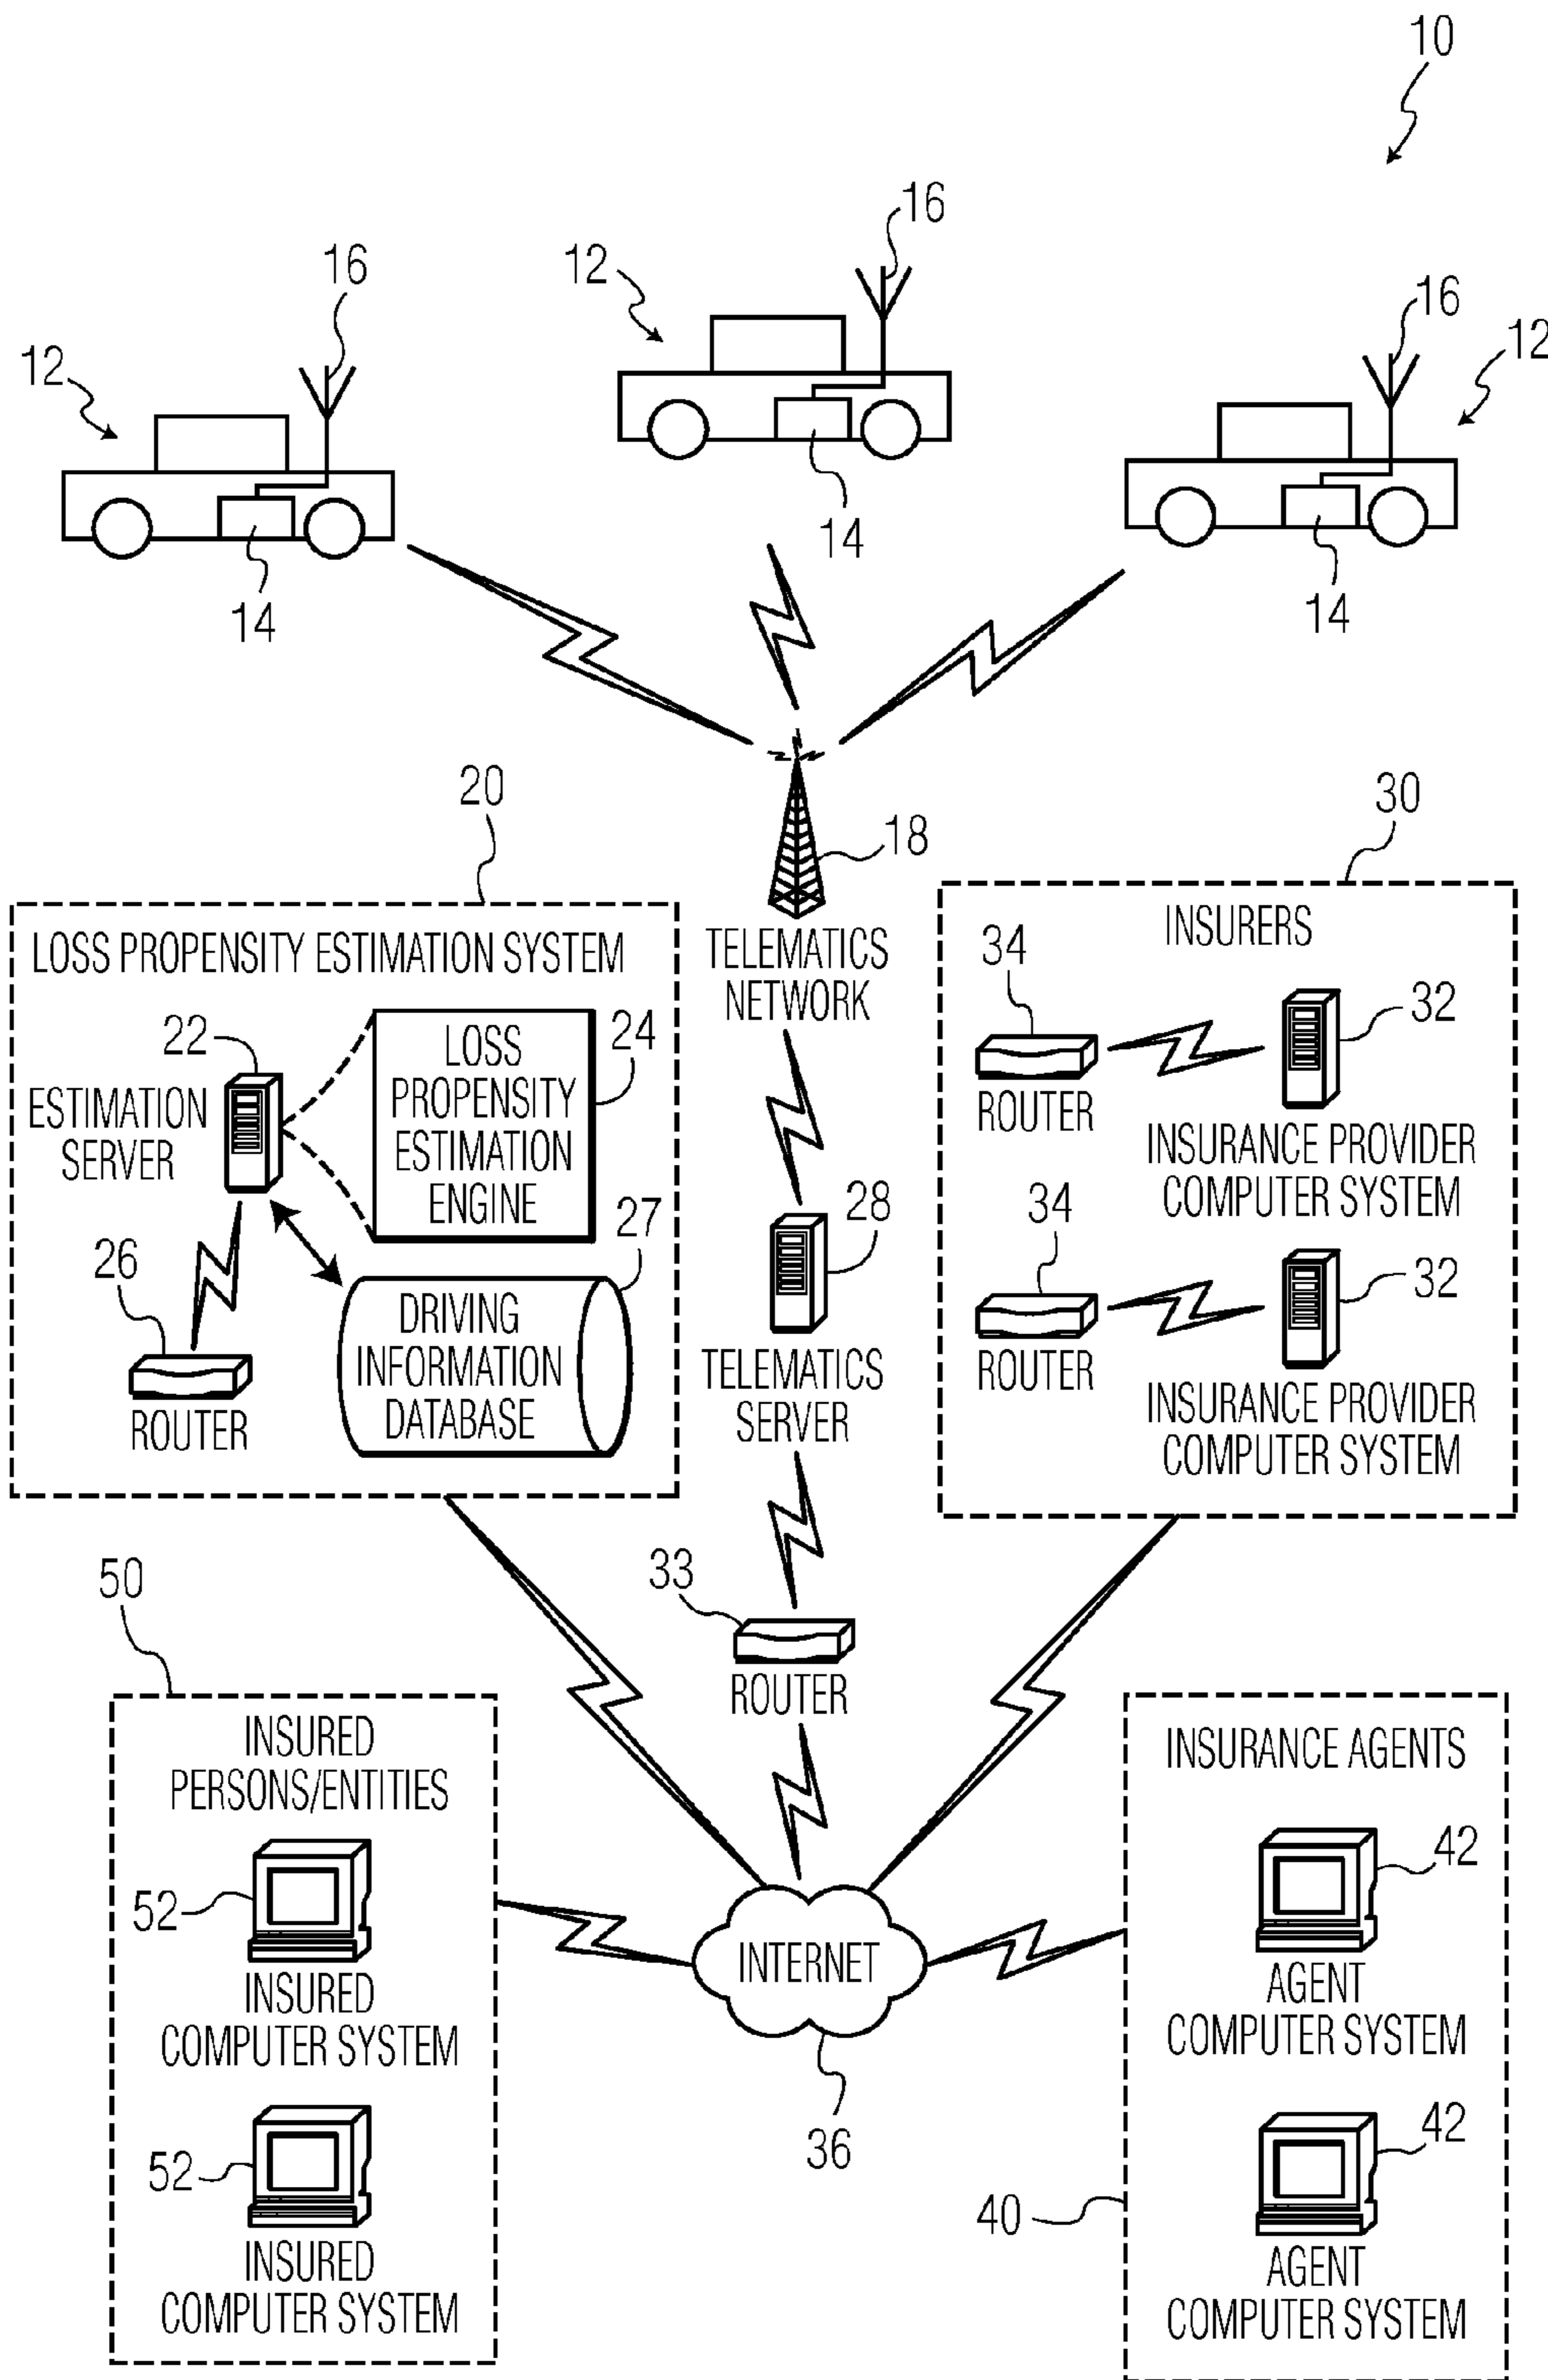 10
16
12
16
12
16
12
14
14
14
20
18
30
LOSS PROPENSITY ESTIMATION SYSTEM
22
ESTIMATION
SERVER
LOSS
PROPENSITY
ESTIMATION
ENGINE
24
26
ROUTER
27
DRIVING
INFORMATION
DATABASE
TELEMATICS
NETWORK
28
TELEMATICS
SERVER
33
ROUTER
INSURERS
34
ROUTER
32
INSURANCE PROVIDER
COMPUTER SYSTEM
34
ROUTER
32
INSURANCE PROVIDER
COMPUTER SYSTEM
50
INSURED
PERSONS/ENTITIES
52
INSURED
COMPUTER SYSTEM
52
INSURED
COMPUTER SYSTEM
INTERNET
36
INSURANCE AGENTS
42
AGENT
COMPUTER SYSTEM
42
40
AGENT
COMPUTER SYSTEM